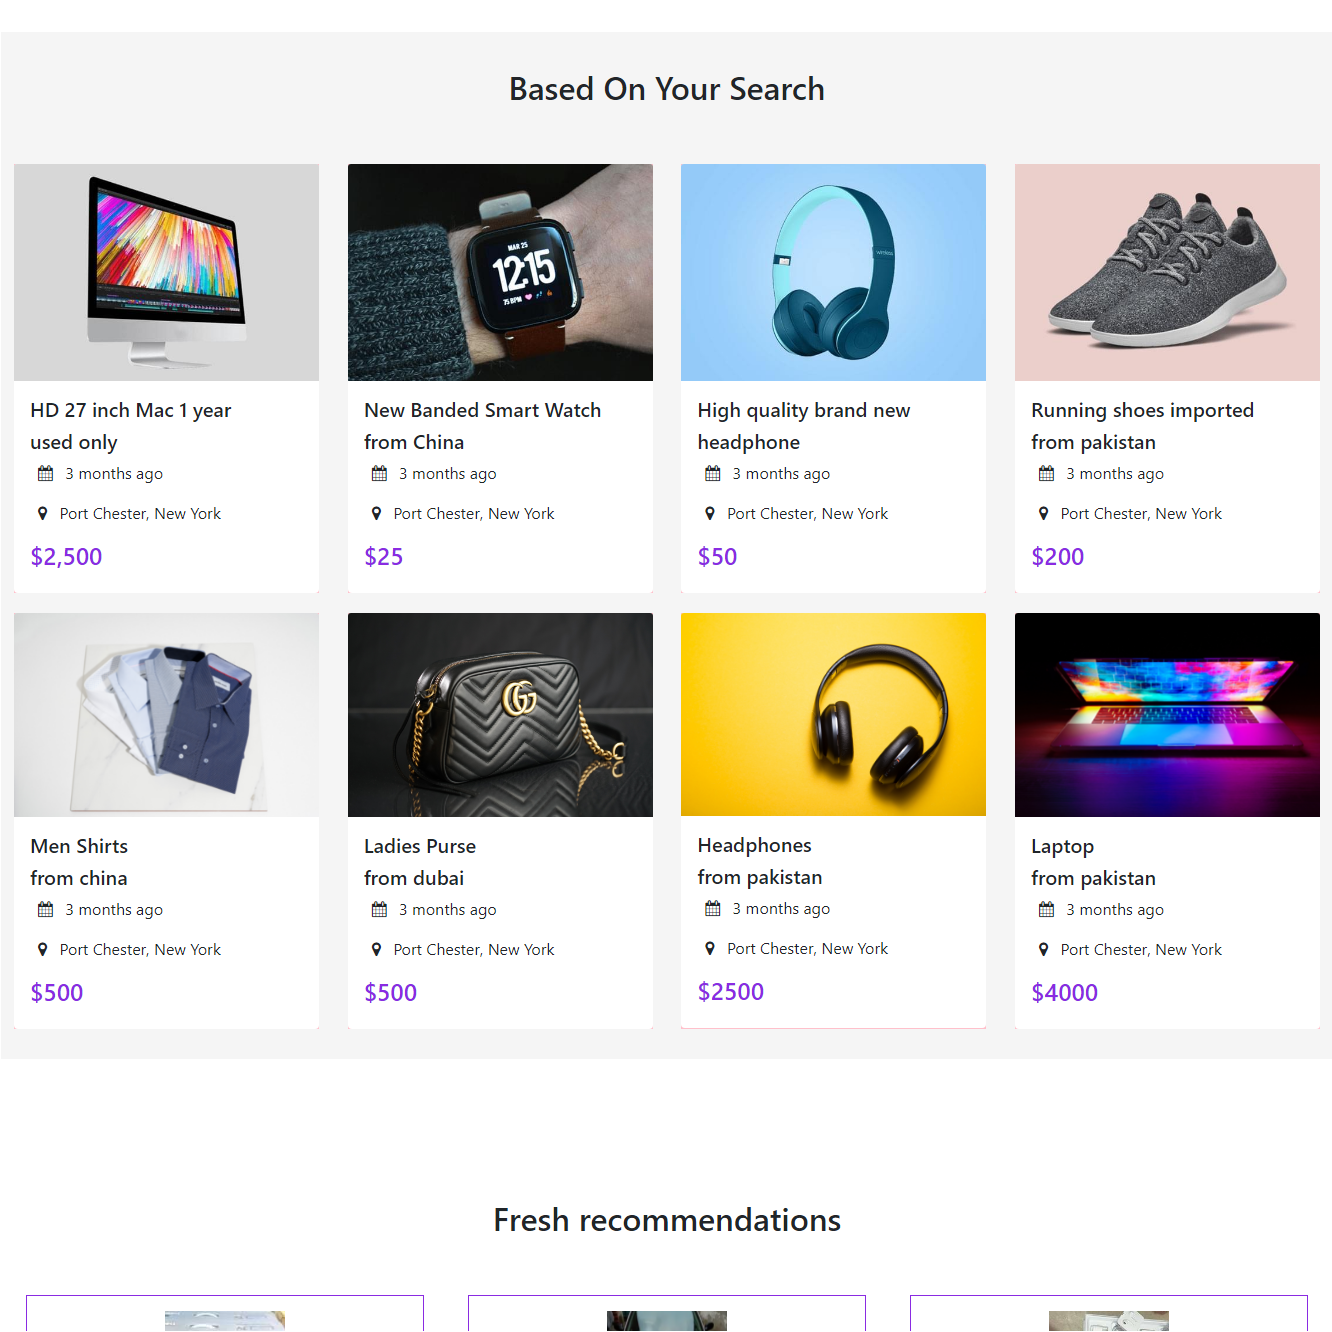 Based On Your Search
MAR 25
12:15
75 BPM
wireless
HD 27 inch Mac 1 year
used only
3 months ago
Port Chester, New York
$2,500
New Banded Smart Watch
from China
3 months ago
Port Chester, New York
$25
High quality brand new
headphone
3 months ago
Port Chester, New York
$50
Running shoes imported
from pakistan
3 months ago
Port Chester, New York
$200
Men Shirts
from china
3 months ago
Port Chester, New York
$500
Ladies Purse
from dubai
3 months ago
Port Chester, New York
$500
Headphones
from pakistan
3 months ago
Port Chester, New York
$2500
Laptop
from pakistan
3 months ago
Port Chester, New York
$4000
Fresh recommendations